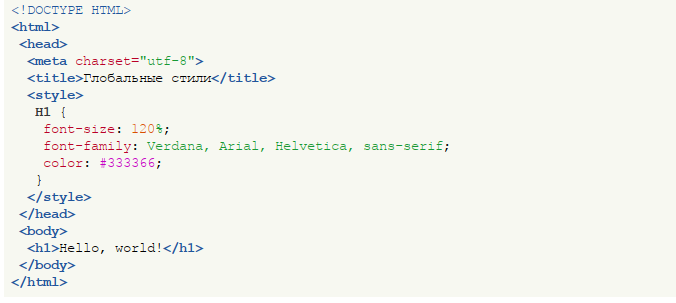 <!DOCTYPE HTML>
<html>
<head>
<meta charset="utf-8">
<title>Глобальные стили</title>
<style>
H1 {
font-size: 120%;
font-family: Verdana, Arial, Helvetica, sans-serif;
color: #333366;
}
</style>
</head>
<body>
<h1>Hello, world!</h1>
</body>
</html>